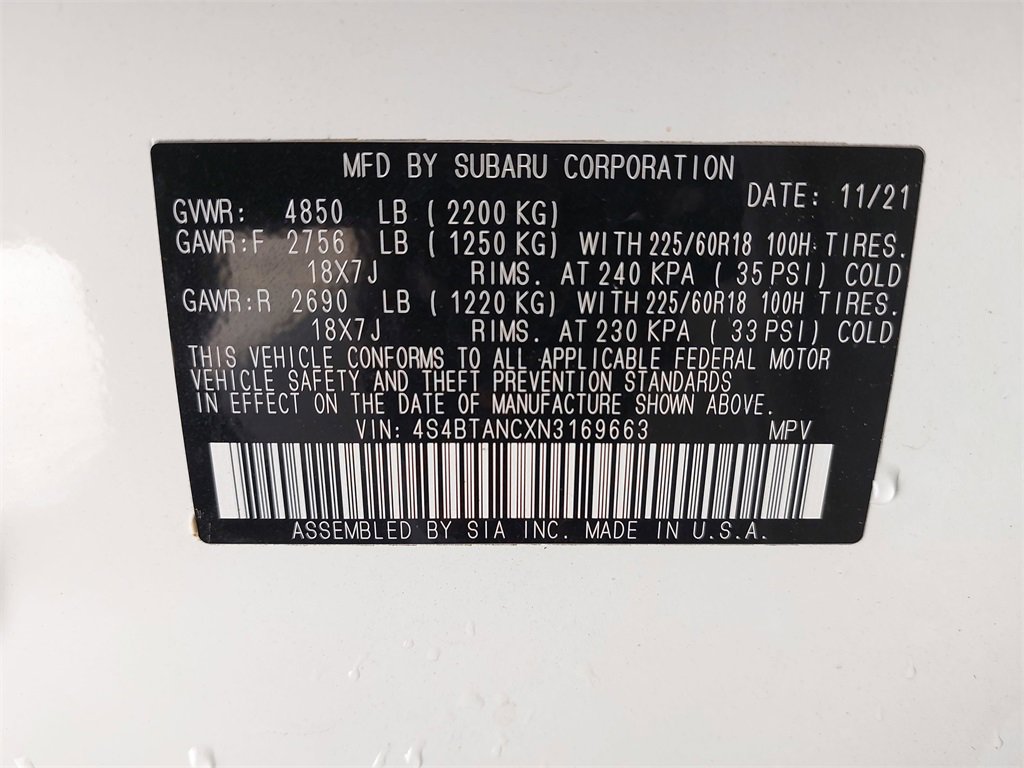 MFD BY SUBARU CORPORATION
DATE: 11/21
GVWR: 4850 LB ( 2200 KG)
GAWR:F 2756 LB ( 1250 KG) WITH 225/60R18 100H TIRES.
18X7J RIMS. AT 240 KPA ( 35 PSI) COLD
GAWR:R 2690 LB ( 1220 KG) WITH 225/60R18 100H TIRES.
18X7J RIMS. AT 230 KPA ( 33 PSI) COLD
THIS VEHICLE CONFORMS TO ALL APPLICABLE FEDERAL MOTOR
VEHICLE SAFETY AND THEFT PREVENTION STANDARDS
IN EFFECT ON THE DATE OF MANUFACTURE SHOWN ABOVE.
VIN: 4S4BTANCXN3169663 MPV
ASSEMBLED BY SIA INC. MADE IN U.S.A.